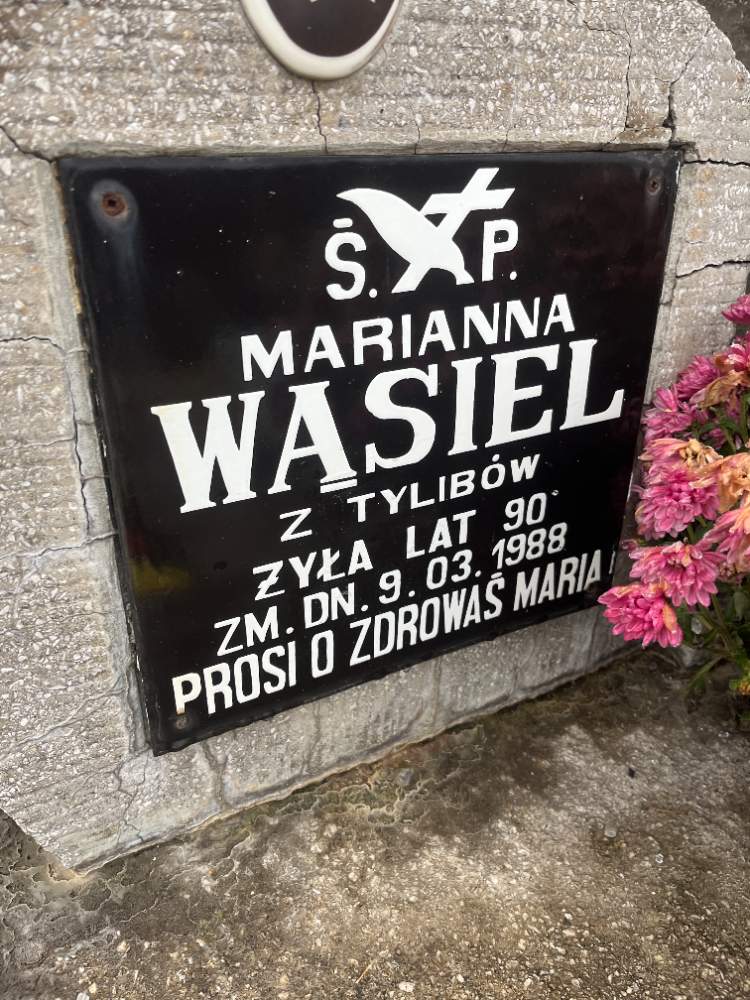 Ś. P.
MARIANNA
WĄSIEL
Z TYLIBÓW
ŻYŁA LAT 90
ZM. DN. 9. 03. 1988
PROSI O ZDROWAŚ MARIA!